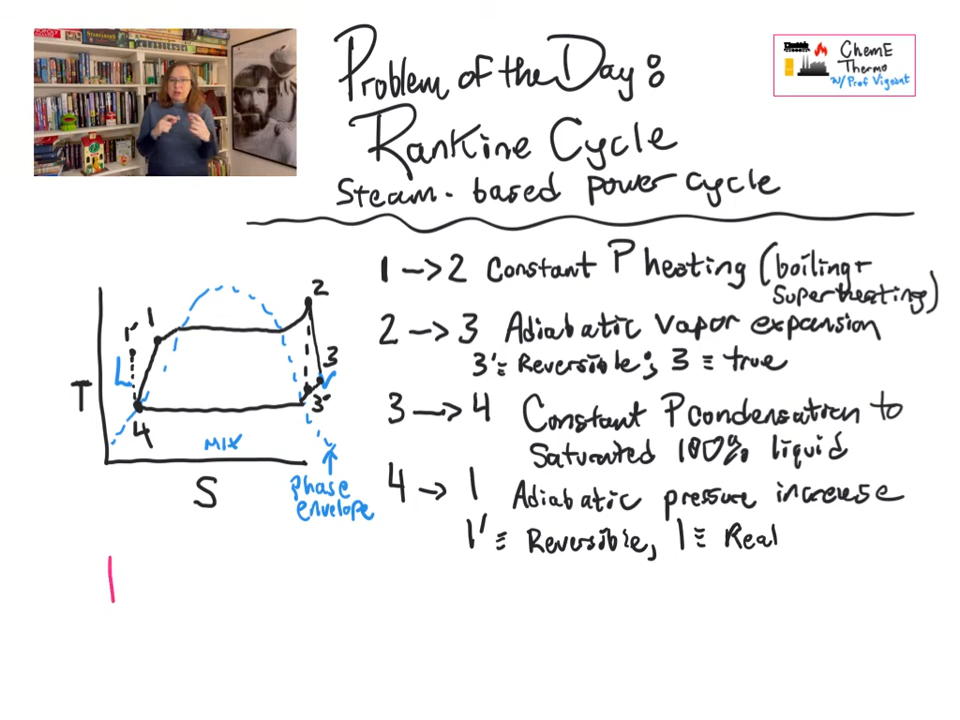 Problem of the Day:
Rankine Cycle
Steam-based power cycle
ChemE
Thermo
w/ Prof Vigeant
1 → 2 Constant P heating (boiling +
superheating)
2 → 3 Adiabatic Vapor expansion
3' ≡ Reversible; 3 ≡ true
3 → 4 Constant P condensation to
Saturated 100% liquid
4 → 1 Adiabatic pressure increase
1' ≡ Reversible, 1 ≡ Real
2
1' 1
3
L
V
T
3'
4
MIX
S
phase
envelope